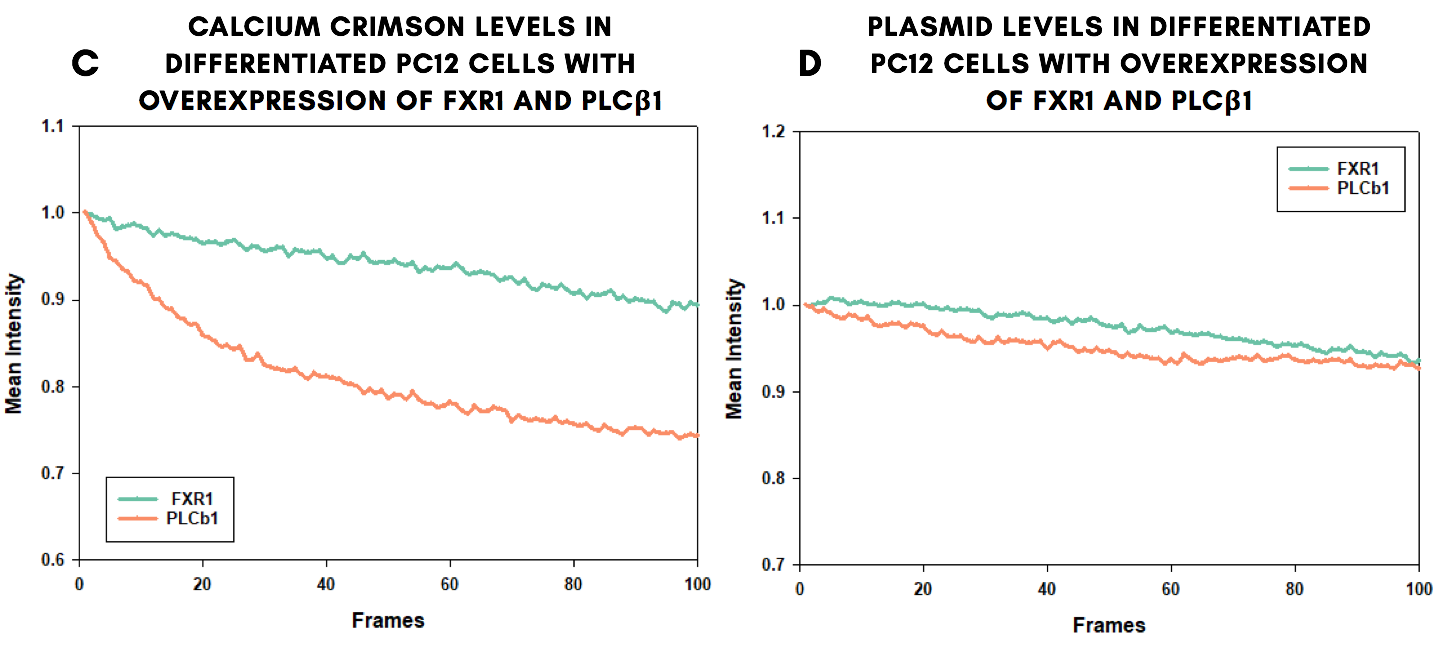 C
CALCIUM CRIMSON LEVELS IN
DIFFERENTIATED PC12 CELLS WITH
OVEREXPRESSION OF FXR1 AND PLCβ1
1.1
1.0
0.9
0.8
0.7
0.6
Mean Intensity
FXR1
PLCb1
0 20 40 60 80 100
Frames
D
PLASMID LEVELS IN DIFFERENTIATED
PC12 CELLS WITH OVEREXPRESSION
OF FXR1 AND PLCβ1
1.2
1.1
1.0
0.9
0.8
0.7
Mean Intensity
FXR1
PLCb1
0 20 40 60 80 100
Frames